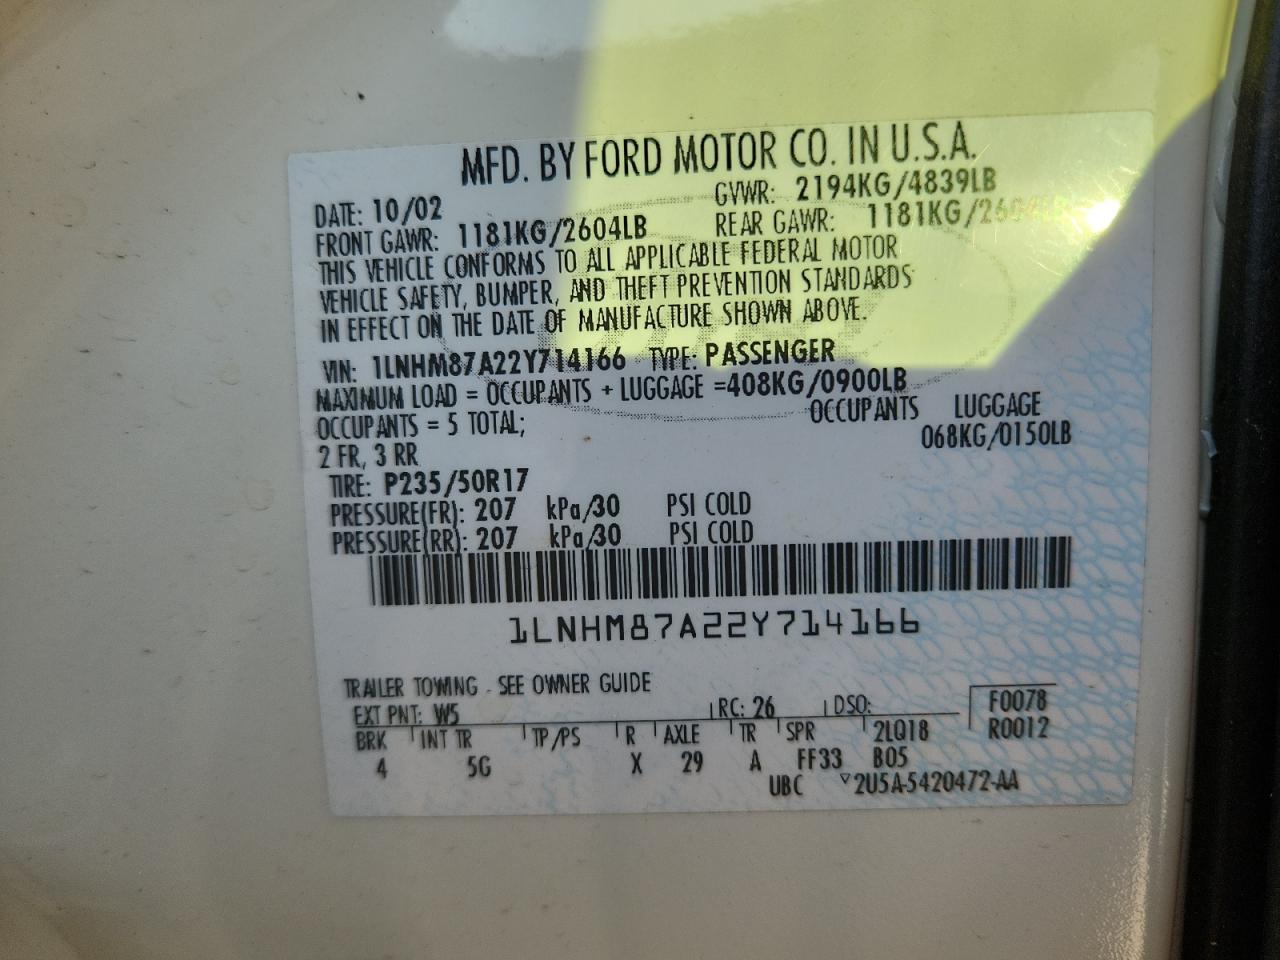 MFD. BY FORD MOTOR CO. IN U.S.A.
DATE: 10/02 GVWR: 2194KG/4839LB
FRONT GAWR: 1181KG/2604LB REAR GAWR: 1181KG/2604LB
THIS VEHICLE CONFORMS TO ALL APPLICABLE FEDERAL MOTOR
VEHICLE SAFETY, BUMPER, AND THEFT PREVENTION STANDARDS
IN EFFECT ON THE DATE OF MANUFACTURE SHOWN ABOVE.
VIN: 1LNHM87A22Y714166 TYPE: PASSENGER
MAXIMUM LOAD = OCCUPANTS + LUGGAGE =408KG/0900LB
OCCUPANTS = 5 TOTAL; OCCUPANTS LUGGAGE
2 FR, 3 RR 068KG/0150LB
TIRE: P235/50R17
PRESSURE(FR): 207 kPa/30 PSI COLD
PRESSURE(RR): 207 kPa/30 PSI COLD
1LNHM87A22Y714166
TRAILER TOWING - SEE OWNER GUIDE
EXT PNT: W5 RC: 26 DSO: F0078
BRK INT TR TP/PS R AXLE TR SPR 2LQ18 R0012
4 5G X 29 A FF33 B05
UBC 2U5A-5420472-AA